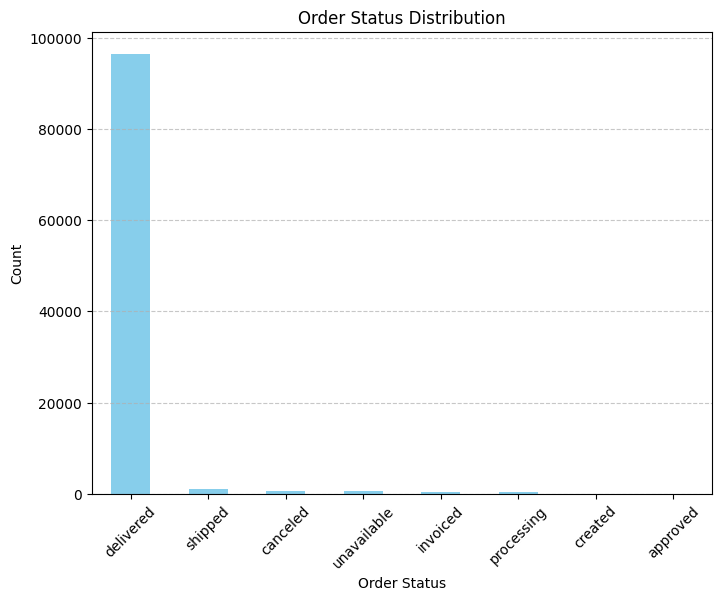 Order Status Distribution
100000
80000
60000
40000
20000
0
Count
delivered
shipped
canceled
unavailable
invoiced
processing
created
approved
Order Status